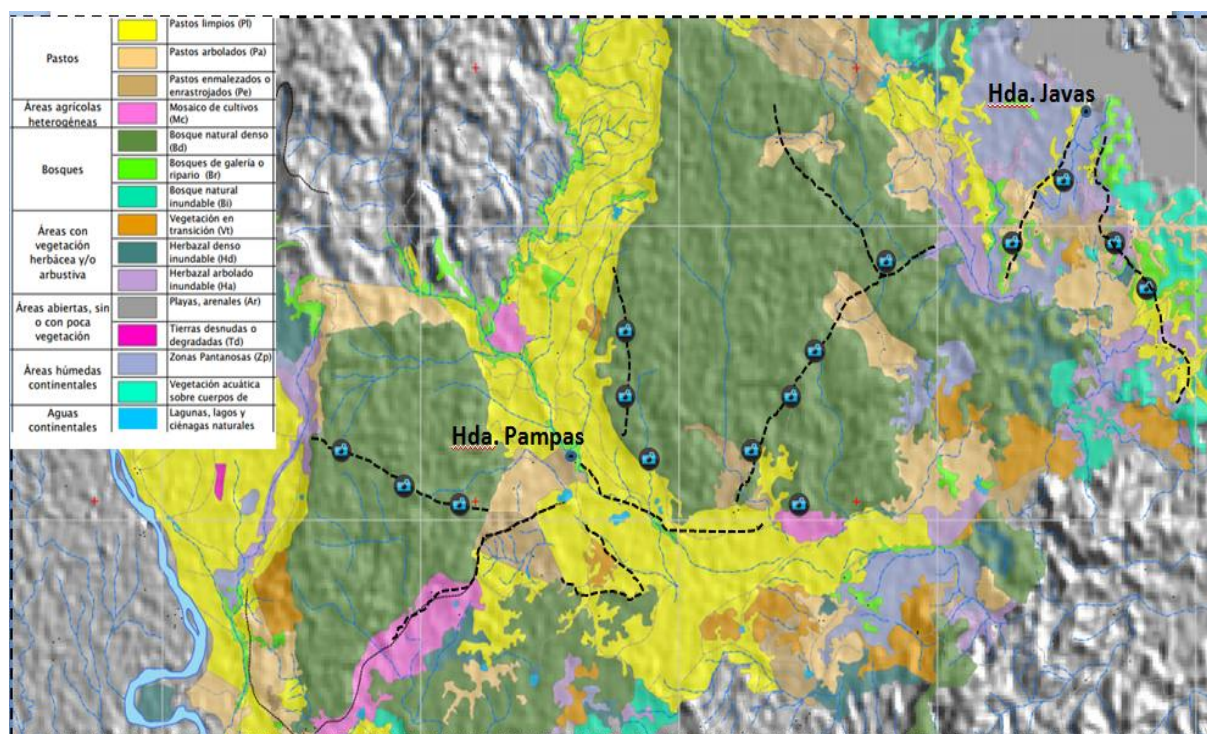 Pastos
Pastos limpios (Pl)
Pastos arbolados (Pa)
Pastos enmalezados o
enrastrojados (Pe)
Áreas agrícolas
heterogéneas
Mosaico de cultivos
(Mc)
Bosques
Bosque natural denso
(Bd)
Bosques de galería o
ripario (Br)
Bosque natural
inundable (Bi)
Áreas con
vegetación
herbácea y/o
arbustiva
Vegetación en
transición (Vt)
Herbazal denso
inundable (Hd)
Herbazal arbolado
inundable (Ha)
Áreas abiertas, sin
o con poca
vegetación
Playas, arenales (Ar)
Tierras desnudas o
degradadas (Td)
Áreas húmedas
continentales
Zonas Pantanosas (Zp)
Vegetación acuática
sobre cuerpos de
Aguas
continentales
Lagunas, lagos y
ciénagas naturales
Hda. Javas
Hda. Pampas